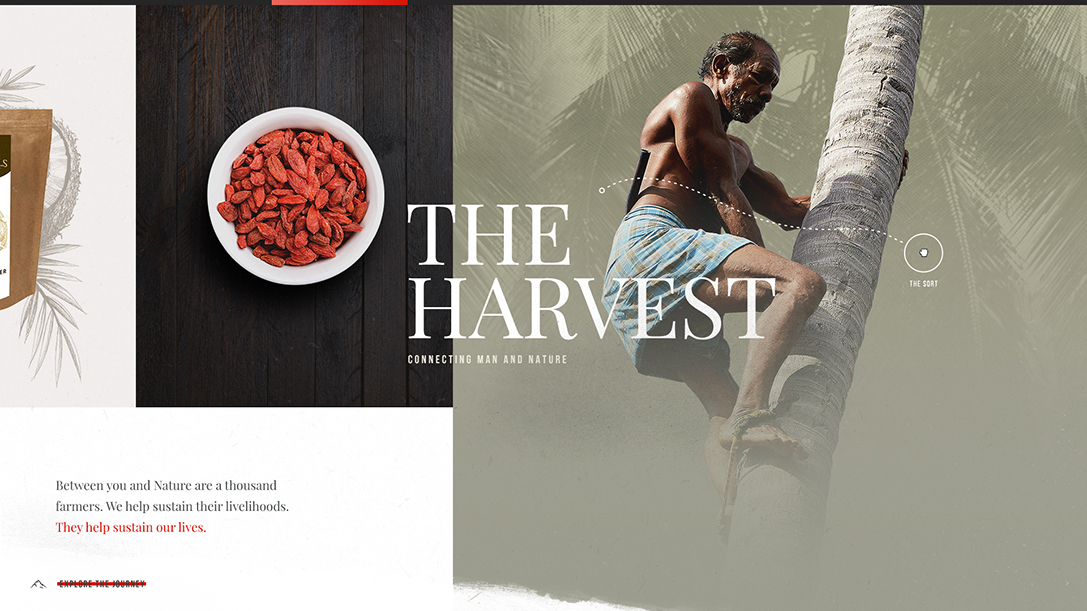 THE
HARVEST
CONNECTING MAN AND NATURE
THE SORT
Between you and Nature are a thousand
farmers. We help sustain their livelihoods.
They help sustain our lives.
EXPLORE THE JOURNEY